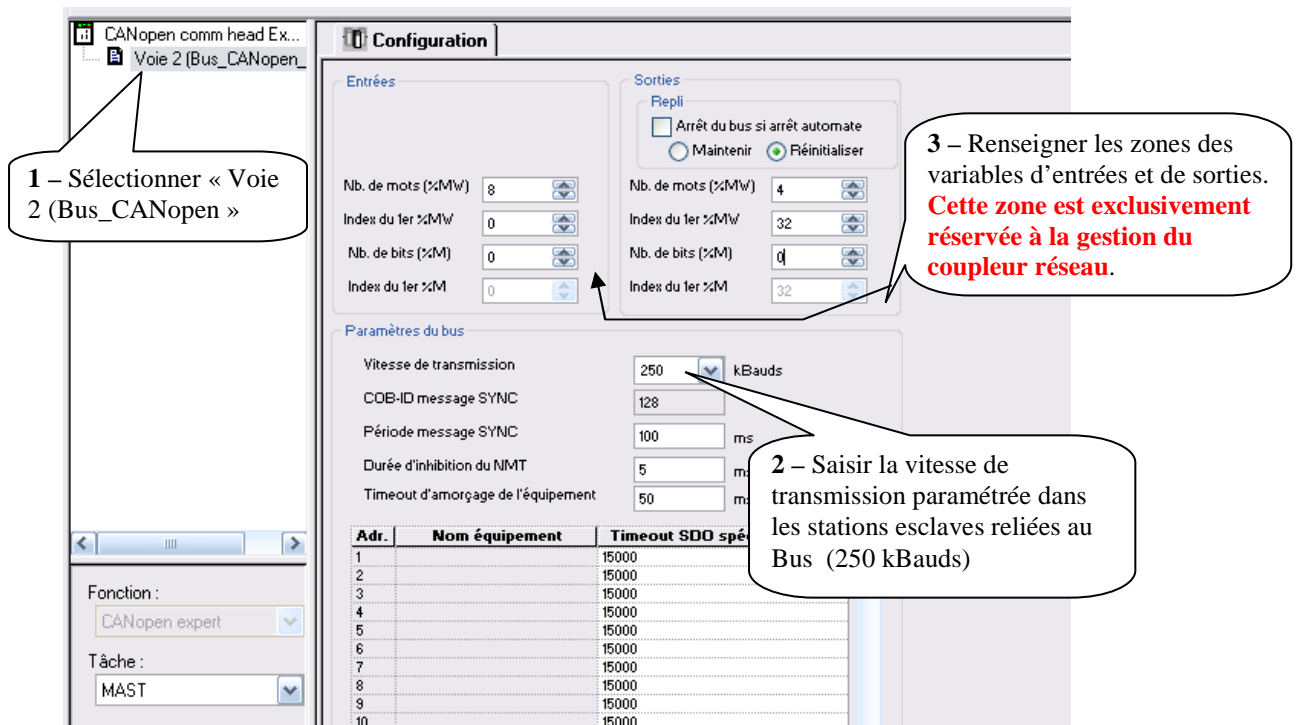 CANopen comm head Ex...
Voie 2 (Bus_CANopen_
1 – Sélectionner « Voie
2 (Bus_CANopen »
Fonction :
CANopen expert
Tâche :
MAST
Configuration
Entrées
Nb. de mots (%MW) 8
Index du 1er %MW 0
Nb. de bits (%M) 0
Index du 1er %M 0
Sorties
Repli
Arrêt du bus si arrêt automate
Maintenir Réinitialiser
Nb. de mots (%MW) 4
Index du 1er %MW 32
Nb. de bits (%M) 0
Index du 1er %M 32
3 – Renseigner les zones des
variables d’entrées et de sorties.
Cette zone est exclusivement
réservée à la gestion du
coupleur réseau.
Paramètres du bus
Vitesse de transmission 250 kBauds
COB-ID message SYNC 128
Période message SYNC 100 ms
Durée d'inhibition du NMT 5 m
Timeout d'amorçage de l'équipement 50 m
2 – Saisir la vitesse de
transmission paramétrée dans
les stations esclaves reliées au
Bus (250 kBauds)
Adr. Nom équipement Timeout SDO spé
1 15000
2 15000
3 15000
4 15000
5 15000
6 15000
7 15000
8 15000
9 15000
10 15000